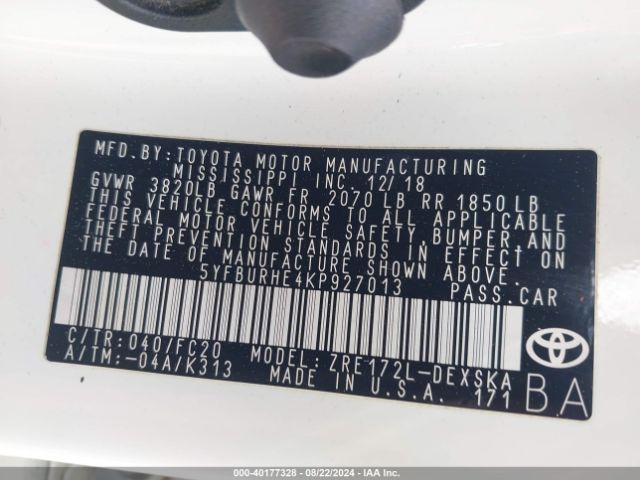 MFD.BY:TOYOTA MOTOR MANUFACTURING
MISSISSIPPI INC. 12/18
GVWR 3820LB GAWR FR 2070 LB RR 1850 LB
THIS VEHICLE CONFORMS TO ALL APPLICABLE
FEDERAL MOTOR VEHICLE SAFETY, BUMPER, AND
THEFT PREVENTION STANDARDS IN EFFECT ON
THE DATE OF MANUFACTURE SHOWN ABOVE.
5YFBURHE4KP927013 PASS.CAR
C/TR:040/FC20 MODEL:ZRE172L-DEXSKA
A/TM:-04A/K313 MADE IN U.S.A. 171
TOYOTA
BA
000-40177328 - 08/22/2024 - IAA, Inc.